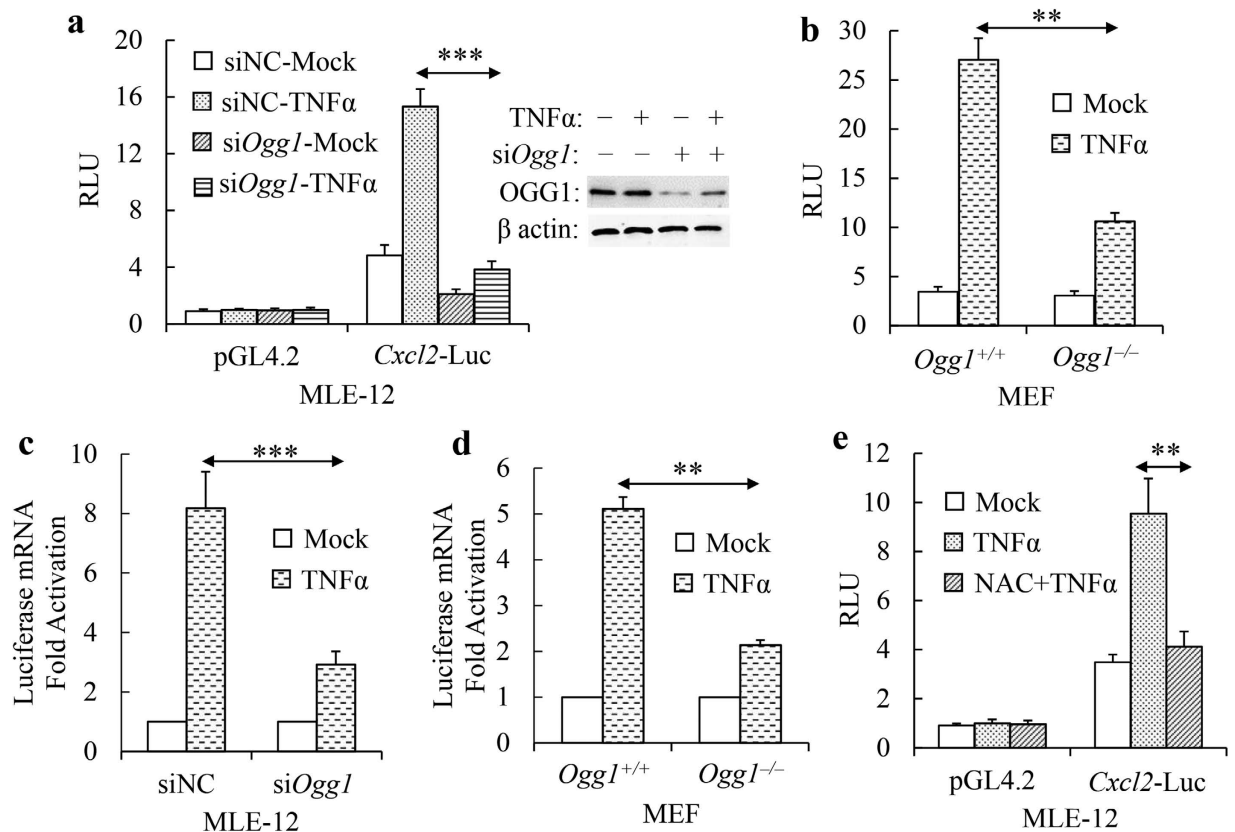 a
20
16
12
8
4
0
RLU
siNC-Mock
siNC-TNFα
siOgg1-Mock
siOgg1-TNFα
***
pGL4.2 Cxcl2-Luc
MLE-12
TNFα: – + – +
siOgg1: – – + +
OGG1:
β actin:
b
30
25
20
15
10
5
0
RLU
**
Mock
TNFα
Ogg1+/+ Ogg1–/–
MEF
c
10
8
6
4
2
0
Luciferase mRNA
Fold Activation
***
Mock
TNFα
siNC siOgg1
MLE-12
d
6
5
4
3
2
1
0
Luciferase mRNA
Fold Activation
**
Mock
TNFα
Ogg1+/+ Ogg1–/–
MEF
e
12
10
8
6
4
2
0
RLU
**
Mock
TNFα
NAC+TNFα
pGL4.2 Cxcl2-Luc
MLE-12